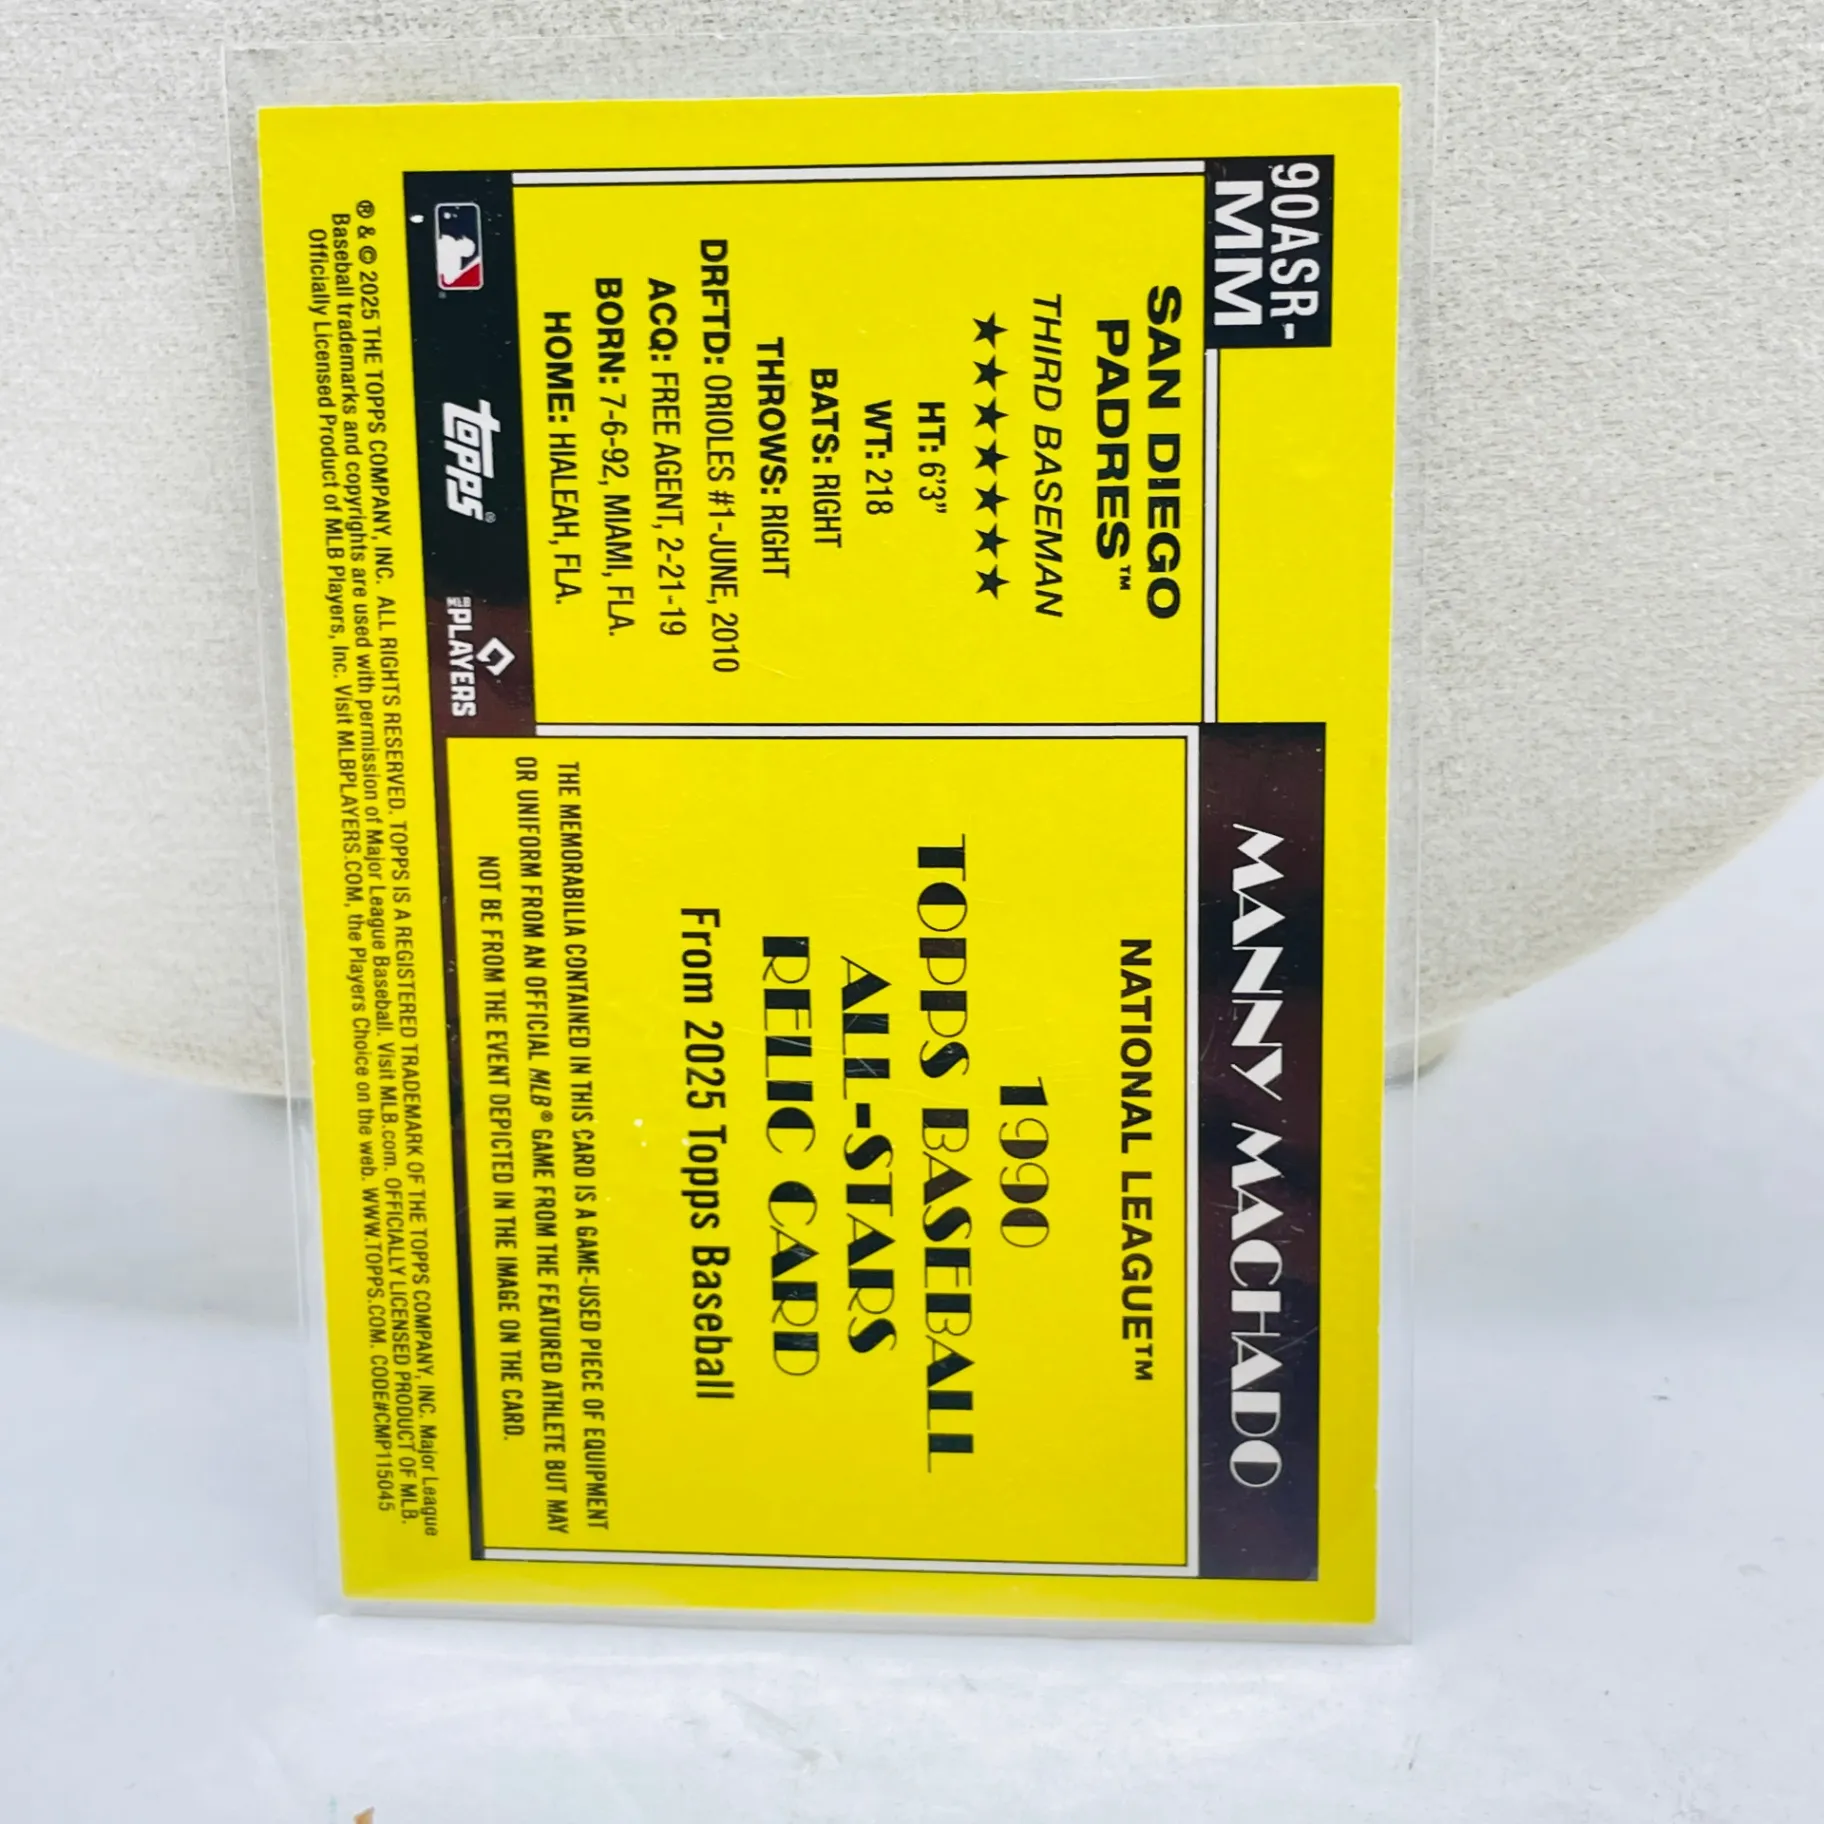 90ASR-
MM
MANNY MACHADO
SAN DIEGO
PADRES™
THIRD BASEMAN
★★★★★★★
HT: 6'3"
WT: 218
BATS: RIGHT
THROWS: RIGHT
DRFTD: ORIOLES #1-JUNE, 2010
ACQ: FREE AGENT, 2-21-19
BORN: 7-6-92, MIAMI, FLA.
HOME: HIALEAH, FLA.
NATIONAL LEAGUE™
1990
TOPPS BASEBALL
ALL-STARS
RELIC CARD
From 2025 Topps Baseball
THE MEMORABILIA CONTAINED IN THIS CARD IS A GAME-USED PIECE OF EQUIPMENT
OR UNIFORM FROM AN OFFICIAL MLB® GAME FROM THE FEATURED ATHLETE BUT MAY
NOT BE FROM THE EVENT DEPICTED IN THE IMAGE ON THE CARD.
topps®
MLB PLAYERS
® & © 2025 THE TOPPS COMPANY, INC. ALL RIGHTS RESERVED. TOPPS IS A REGISTERED TRADEMARK OF THE TOPPS COMPANY, INC. Major League
Baseball trademarks and copyrights are used with permission of Major League Baseball. Visit MLB.com. OFFICIALLY LICENSED PRODUCT OF MLB.
Officially Licensed Product of MLB Players, Inc. Visit MLBPLAYERS.COM, the Players Choice on the web. WWW.TOPPS.COM. CODE#CMP115045